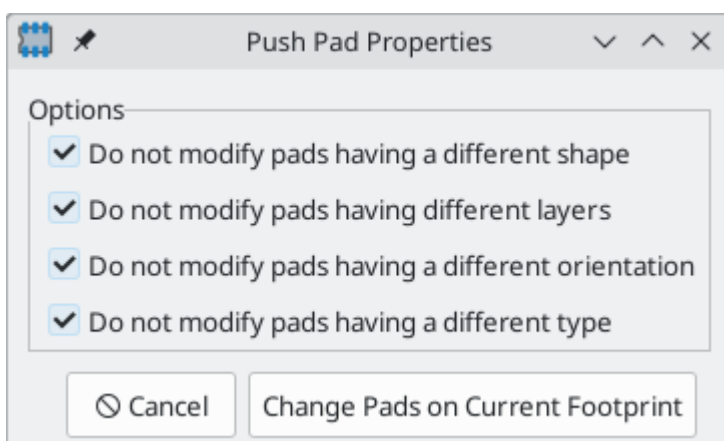 Push Pad Properties
Options
Do not modify pads having a different shape
Do not modify pads having different layers
Do not modify pads having a different orientation
Do not modify pads having a different type
Cancel Change Pads on Current Footprint